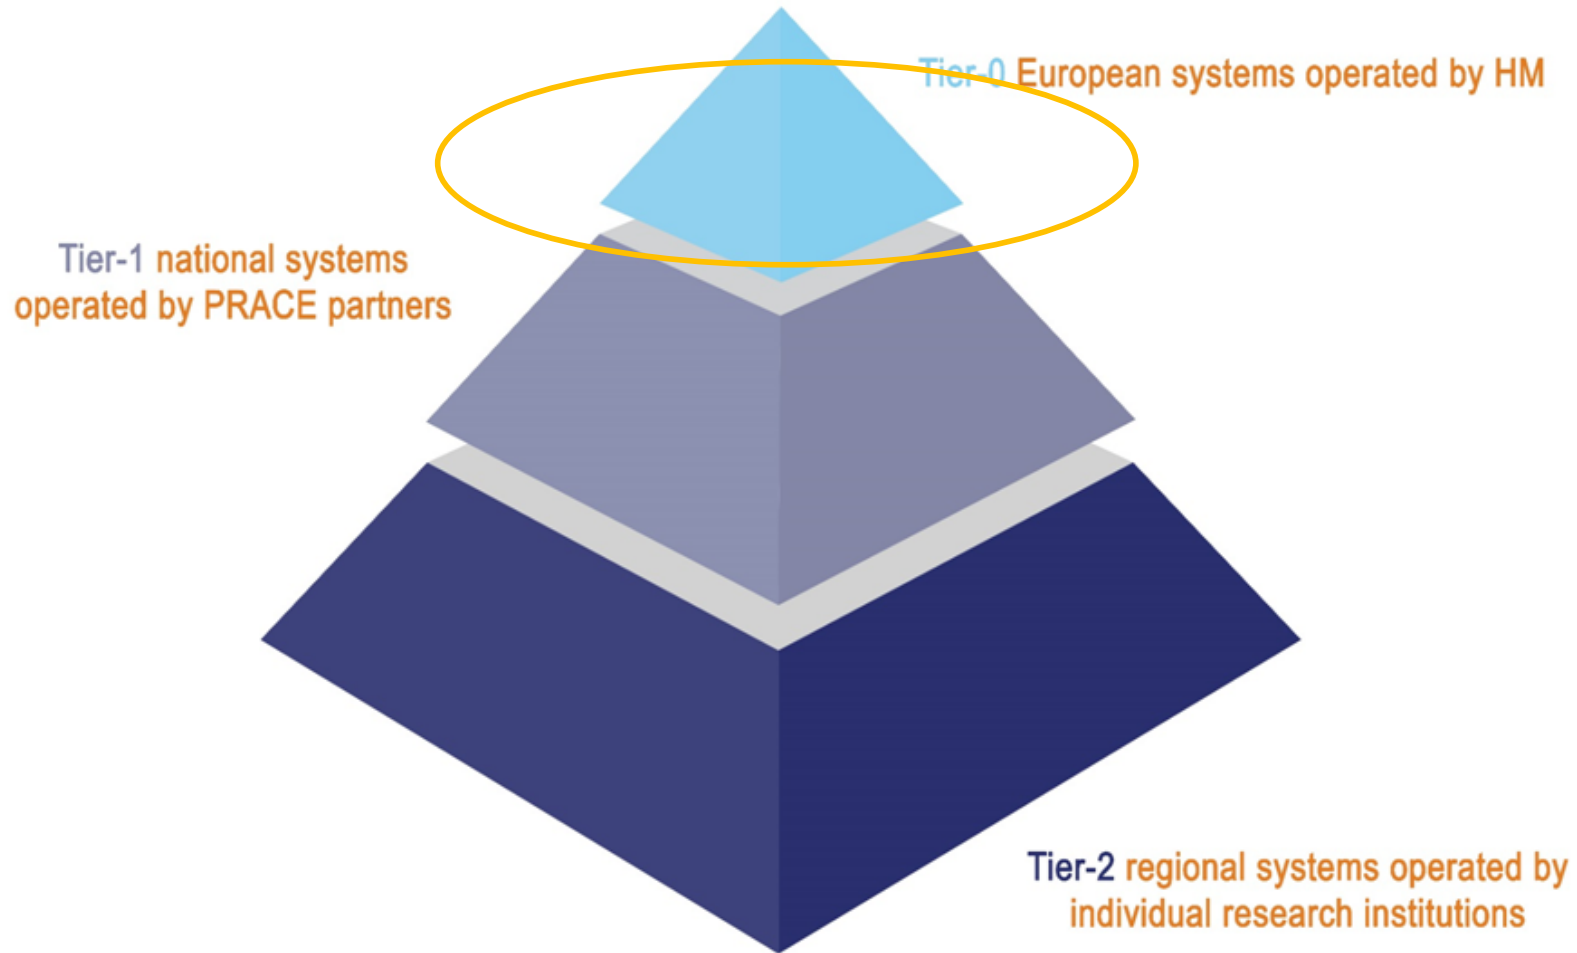 Tier-0 European systems operated by HM
Tier-1 national systems
operated by PRACE partners
Tier-2 regional systems operated by
individual research institutions